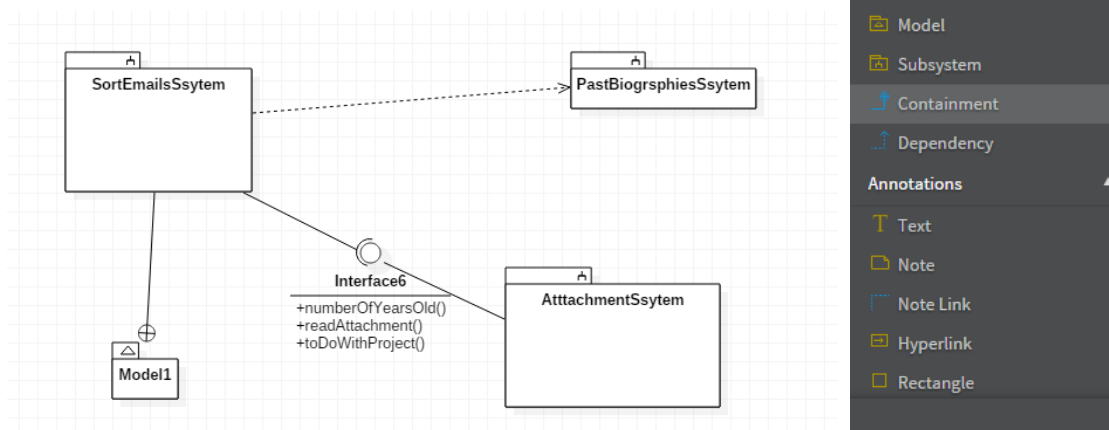 SortEmailsSsytem
PastBiogrsphiesSsytem
Interface6
+numberOfYearsOld()
+readAttachment()
+toDoWithProject()
AtttachmentSsytem
Model1
Model
Subsystem
Containment
Dependency
Annotations
T Text
Note
Note Link
Hyperlink
Rectangle